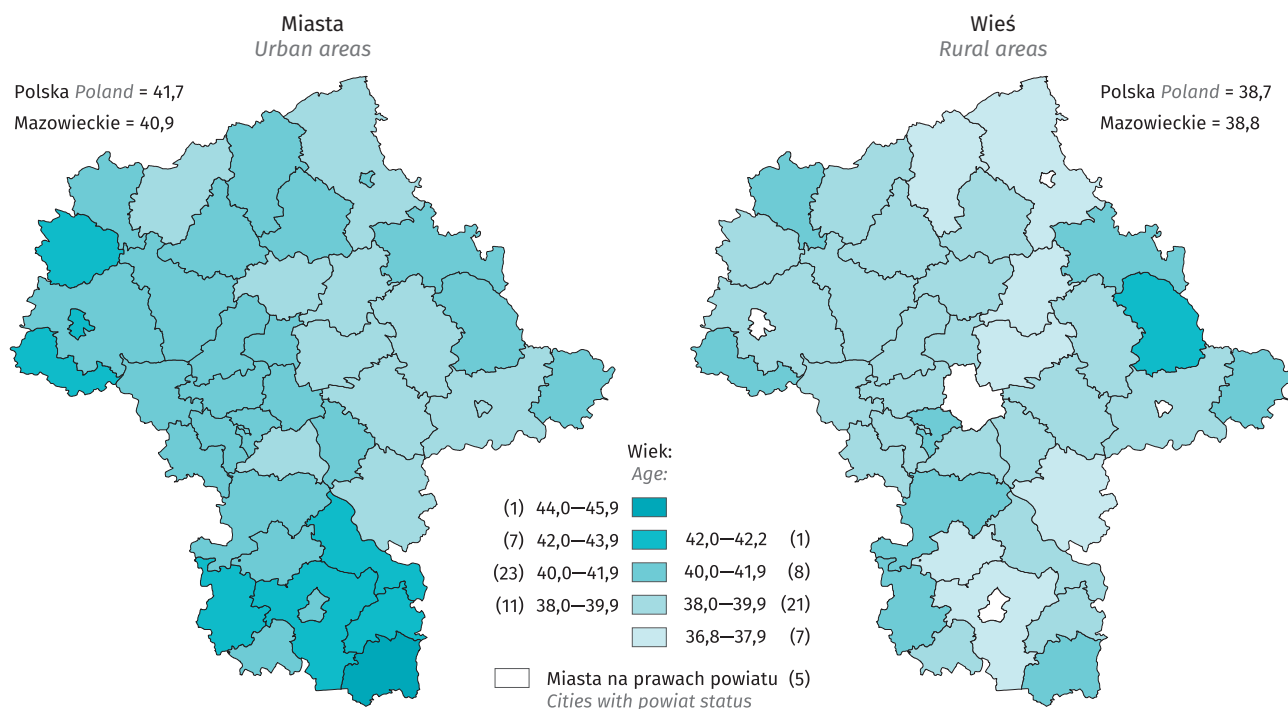 Miasta
Urban areas
Polska Poland = 41,7
Mazowieckie = 40,9
Wieś
Rural areas
Polska Poland = 38,7
Mazowieckie = 38,8
Wiek:
Age:
(1) 44,0—45,9
(7) 42,0—43,9 42,0—42,2 (1)
(23) 40,0—41,9 40,0—41,9 (8)
(11) 38,0—39,9 38,0—39,9 (21)
36,8—37,9 (7)
Miasta na prawach powiatu (5)
Cities with powiat status